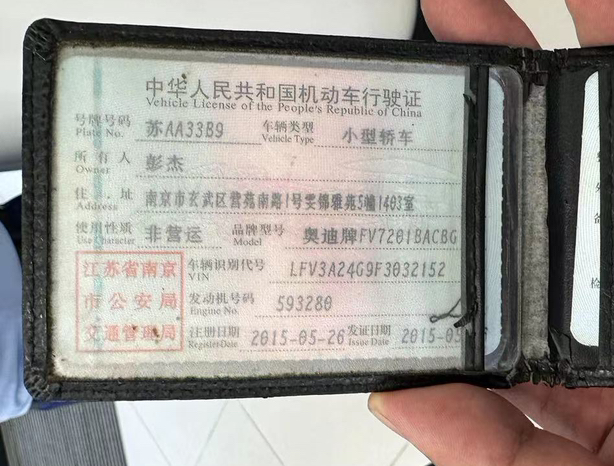 中华人民共和国机动车行驶证
Vehicle License of the People's Republic of China
号牌号码 苏AA33B9 车辆类型 小型轿车
Plate No. Vehicle Type
所有人 彭杰
Owner
住址 南京市玄武区营苑南路1号雯锦雅苑5幢1403室
Address
使用性质 非营运 品牌型号 奥迪牌FV7201BACBG
Use Character Model
江苏省南京 车辆识别代号 LFV3A24G9F3032152
VIN
市公安局 发动机号码 593280
Engine No.
交通管理局 注册日期 2015-05-26 发证日期 2015-05
Register Date Issue Date
检